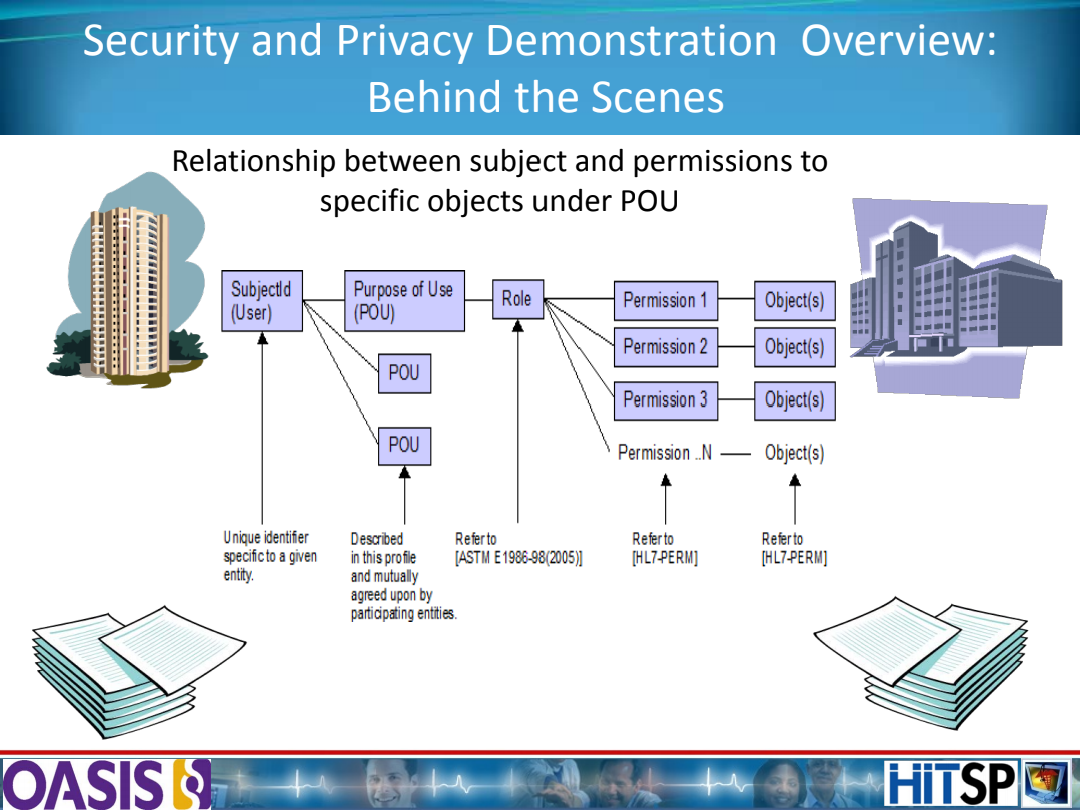 Security and Privacy Demonstration Overview:
Behind the Scenes
Relationship between subject and permissions to
specific objects under POU
SubjectId
(User)
Purpose of Use
(POU)
Role
Permission 1
Object(s)
Permission 2
Object(s)
POU
Permission 3
Object(s)
POU
Permission ..N
Object(s)
Unique identifier
specific to a given
entity.
Described
in this profile
and mutually
agreed upon by
participating entities.
Refer to
[ASTM E1986-98(2005)]
Refer to
[HL7-PERM]
Refer to
[HL7-PERM]
OASIS
HITSP